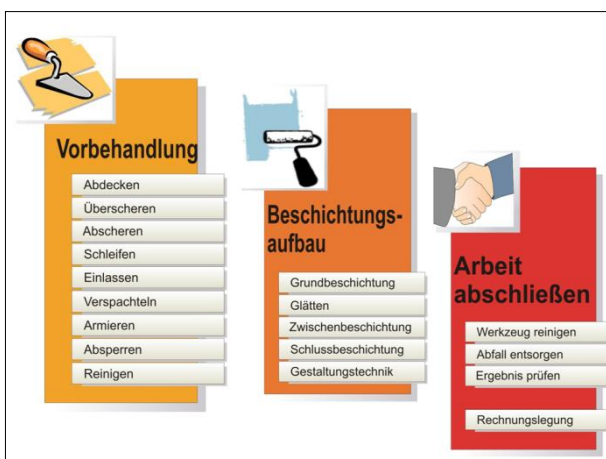 Vorbehandlung
Abdecken
Überscheren
Abscheren
Schleifen
Einlassen
Verspachteln
Armieren
Absperren
Reinigen
Beschichtungs-
aufbau
Grundbeschichtung
Glätten
Zwischenbeschichtung
Schlussbeschichtung
Gestaltungstechnik
Arbeit
abschließen
Werkzeug reinigen
Abfall entsorgen
Ergebnis prüfen
Rechnungslegung